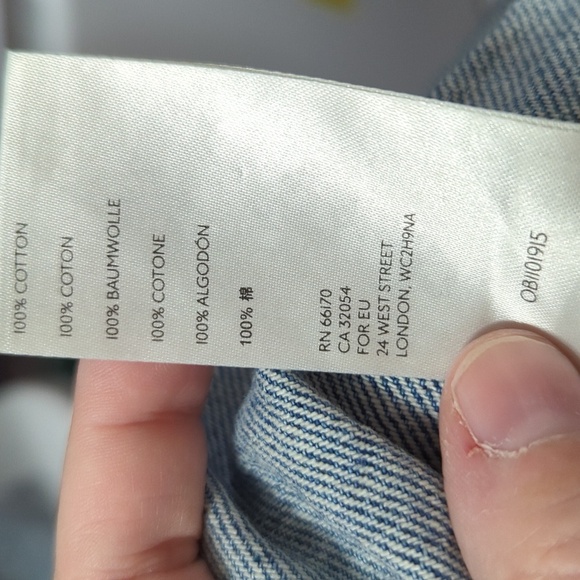 100% COTTON
100% COTON
100% BAUMWOLLE
100% COTONE
100% ALGODÓN
100% 棉
RN 66170
CA 32054
FOR EU
24 WEST STREET
LONDON, WC2H9NA
OB1101915